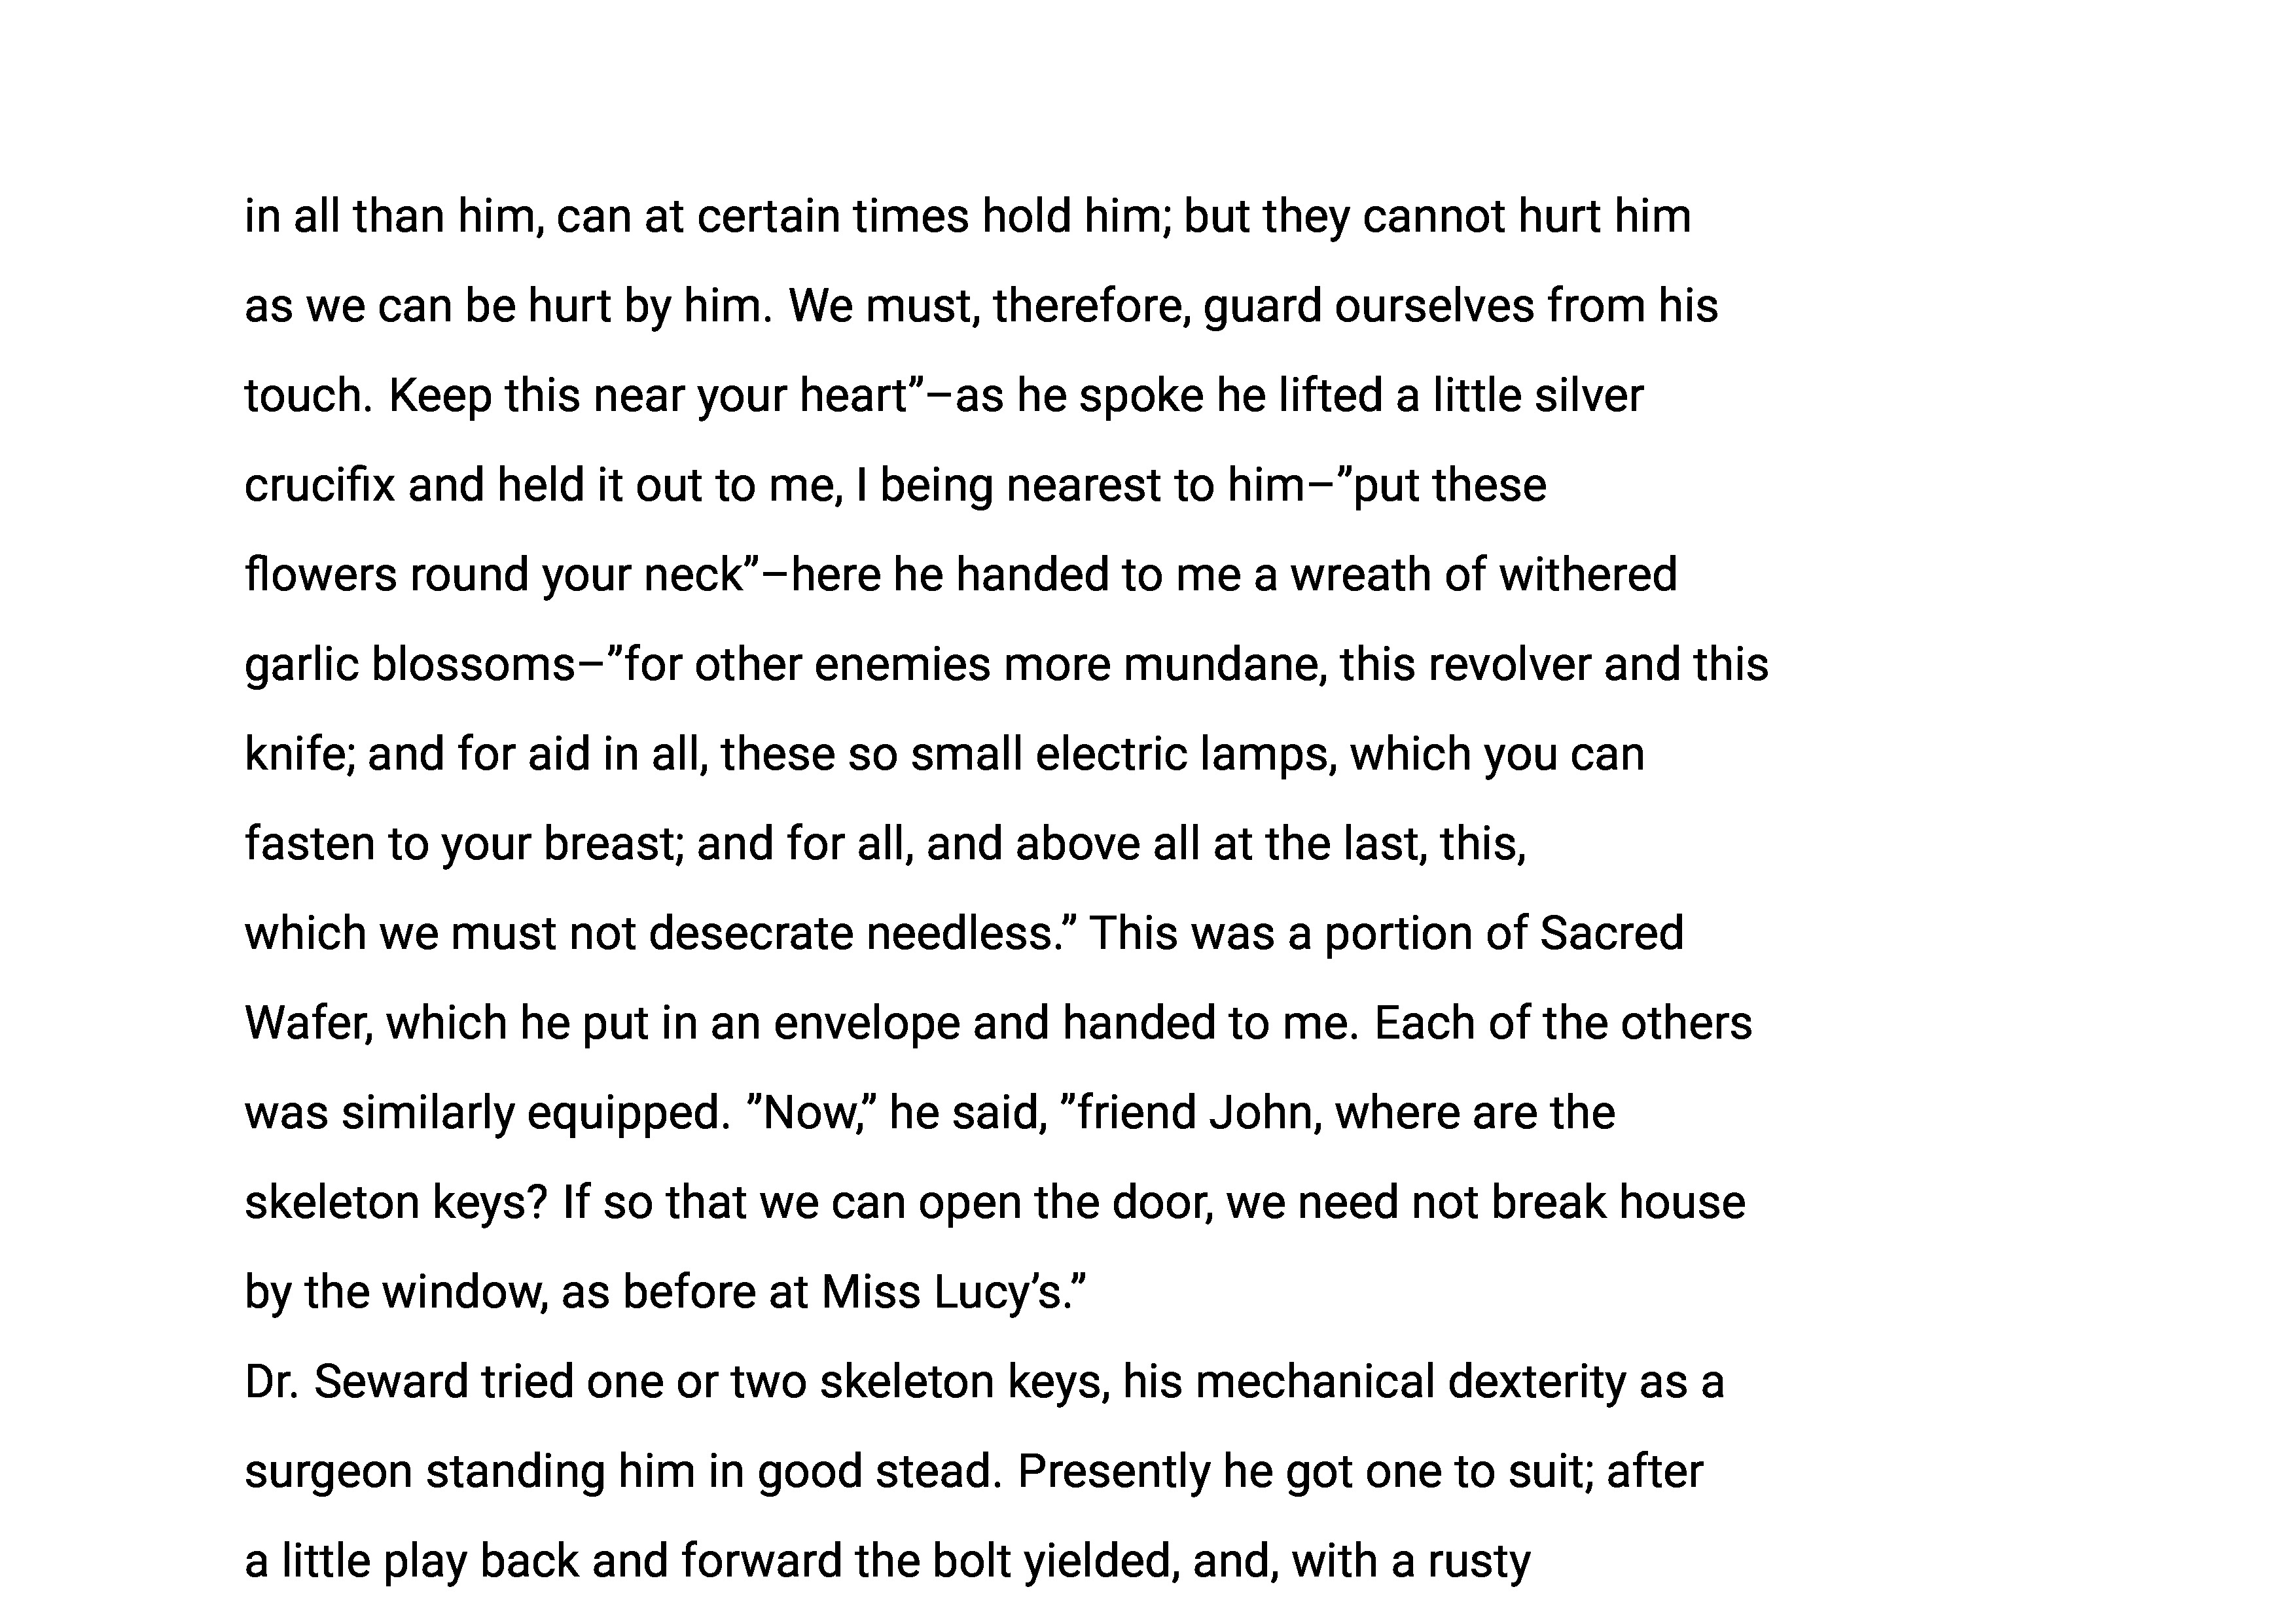 in all than him, can at certain times hold him; but they cannot hurt him
as we can be hurt by him. We must, therefore, guard ourselves from his
touch. Keep this near your heart”–as he spoke he lifted a little silver
crucifix and held it out to me, I being nearest to him–”put these
flowers round your neck”–here he handed to me a wreath of withered
garlic blossoms–”for other enemies more mundane, this revolver and this
knife; and for aid in all, these so small electric lamps, which you can
fasten to your breast; and for all, and above all at the last, this,
which we must not desecrate needless.” This was a portion of Sacred
Wafer, which he put in an envelope and handed to me. Each of the others
was similarly equipped. ”Now,” he said, ”friend John, where are the
skeleton keys? If so that we can open the door, we need not break house
by the window, as before at Miss Lucy’s.”
Dr. Seward tried one or two skeleton keys, his mechanical dexterity as a
surgeon standing him in good stead. Presently he got one to suit; after
a little play back and forward the bolt yielded, and, with a rusty